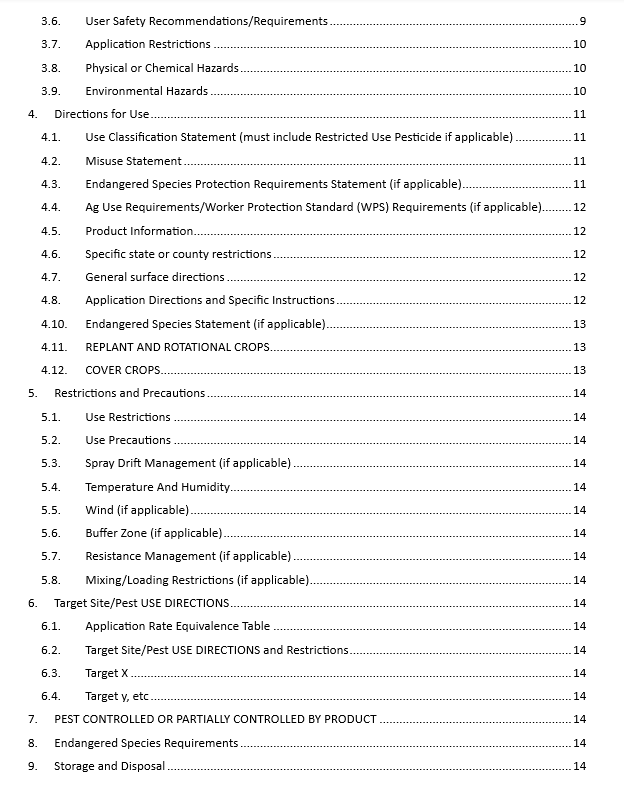 3.6. User Safety Recommendations/Requirements 9
3.7. Application Restrictions 10
3.8. Physical or Chemical Hazards 10
3.9. Environmental Hazards 10
4. Directions for Use 11
4.1. Use Classification Statement (must include Restricted Use Pesticide if applicable) 11
4.2. Misuse Statement 11
4.3. Endangered Species Protection Requirements Statement (if applicable) 11
4.4. Ag Use Requirements/Worker Protection Standard (WPS) Requirements (if applicable) 12
4.5. Product Information 12
4.6. Specific state or county restrictions 12
4.7. General surface directions 12
4.8. Application Directions and Specific Instructions 12
4.10. Endangered Species Statement (if applicable) 13
4.11. REPLANT AND ROTATIONAL CROPS 13
4.12. COVER CROPS 13
5. Restrictions and Precautions 14
5.1. Use Restrictions 14
5.2. Use Precautions 14
5.3. Spray Drift Management (if applicable) 14
5.4. Temperature And Humidity 14
5.5. Wind (if applicable) 14
5.6. Buffer Zone (if applicable) 14
5.7. Resistance Management (if applicable) 14
5.8. Mixing/Loading Restrictions (if applicable) 14
6. Target Site/Pest USE DIRECTIONS 14
6.1. Application Rate Equivalence Table 14
6.2. Target Site/Pest USE DIRECTIONS and Restrictions 14
6.3. Target X 14
6.4. Target y, etc 14
7. PEST CONTROLLED OR PARTIALLY CONTROLLED BY PRODUCT 14
8. Endangered Species Requirements 14
9. Storage and Disposal 14